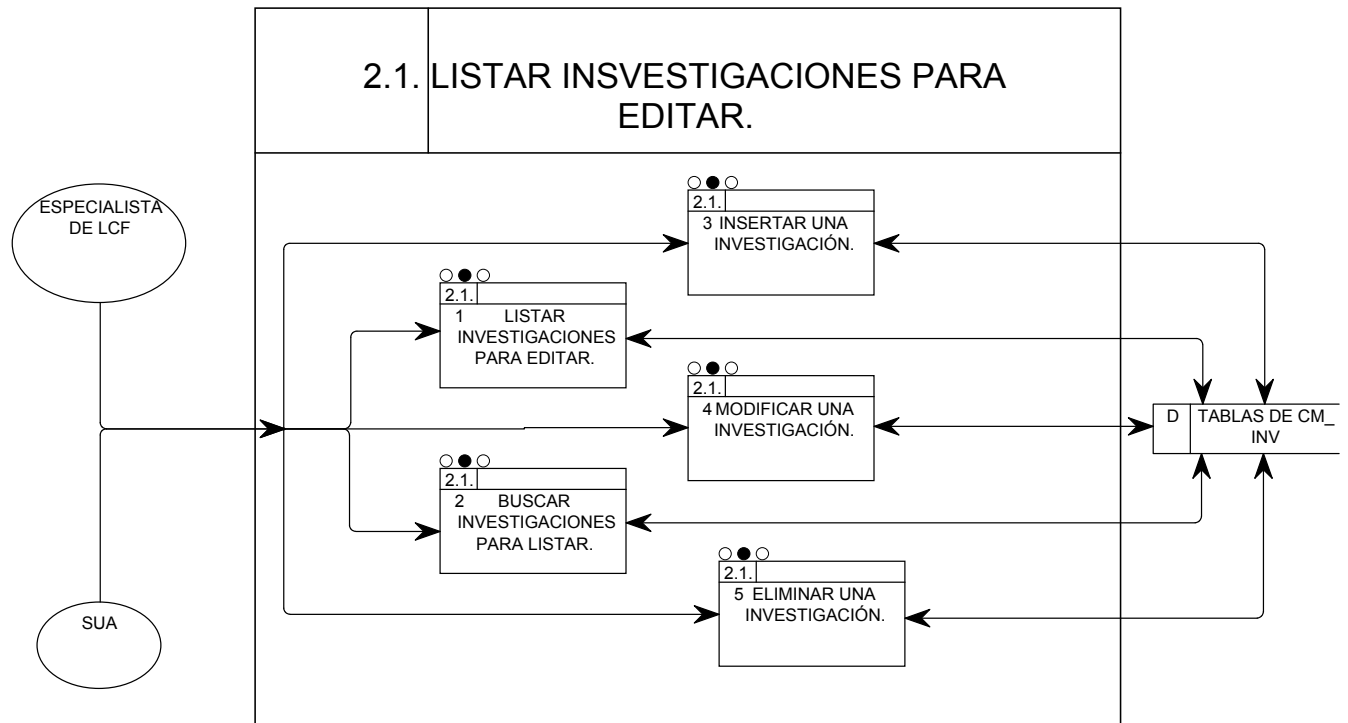 2.1. LISTAR INSVESTIGACIONES PARA
EDITAR.
ESPECIALISTA
DE LCF
SUA
2.1.
3 INSERTAR UNA
INVESTIGACIÓN.
2.1.
1 LISTAR
INVESTIGACIONES
PARA EDITAR.
2.1.
4 MODIFICAR UNA
INVESTIGACIÓN.
2.1.
2 BUSCAR
INVESTIGACIONES
PARA LISTAR.
2.1.
5 ELIMINAR UNA
INVESTIGACIÓN.
D TABLAS DE CM_
INV